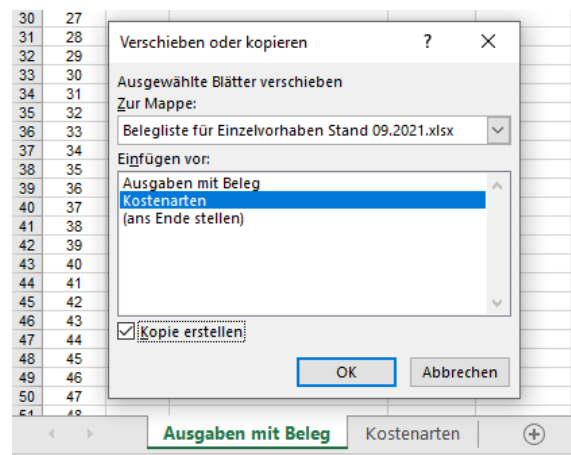 30 27
31 28
32 29
33 30
34 31
35 32
36 33
37 34
38 35
39 36
40 37
41 38
42 39
43 40
44 41
45 42
46 43
47 44
48 45
49 46
50 47
51 48
Verschieben oder kopieren ?
Ausgewählte Blätter verschieben
Zur Mappe:
Belegliste für Einzelvorhaben Stand 09.2021.xlsx
Einfügen vor:
Ausgaben mit Beleg
Kostenarten
(ans Ende stellen)
Kopie erstellen
OK Abbrechen
Ausgaben mit Beleg Kostenarten